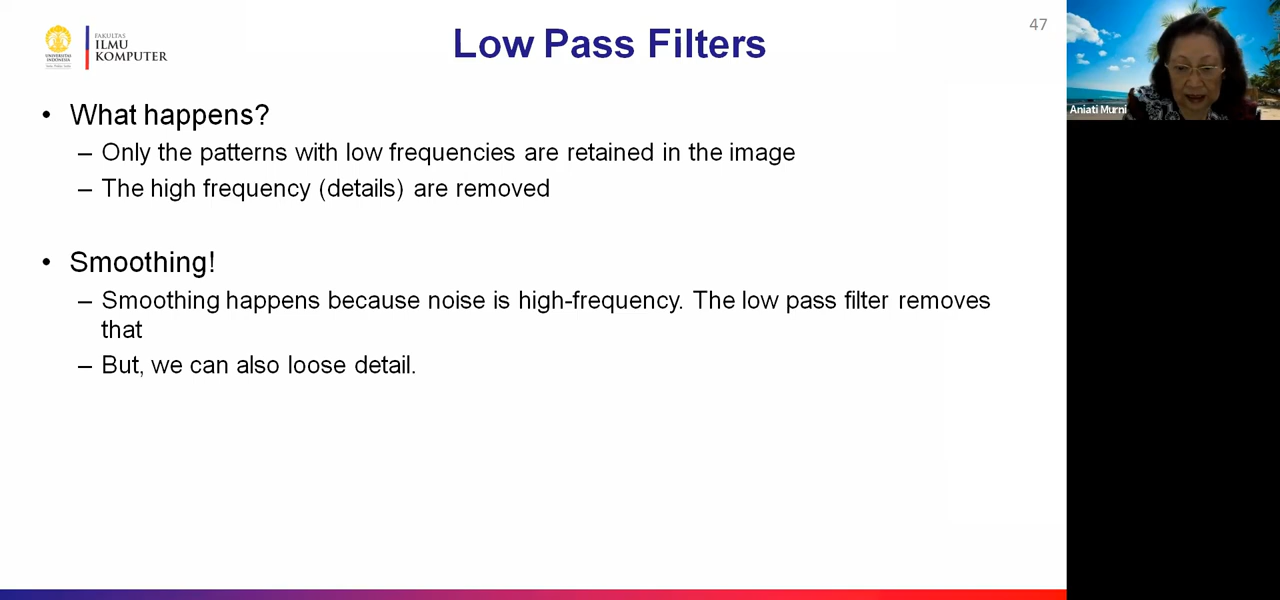 47
FAKULTAS
ILMU
KOMPUTER
UNIVERSITAS
INDONESIA
Low Pass Filters
Aniati Murni
• What happens?
– Only the patterns with low frequencies are retained in the image
– The high frequency (details) are removed
• Smoothing!
– Smoothing happens because noise is high-frequency. The low pass filter removes
that
– But, we can also loose detail.